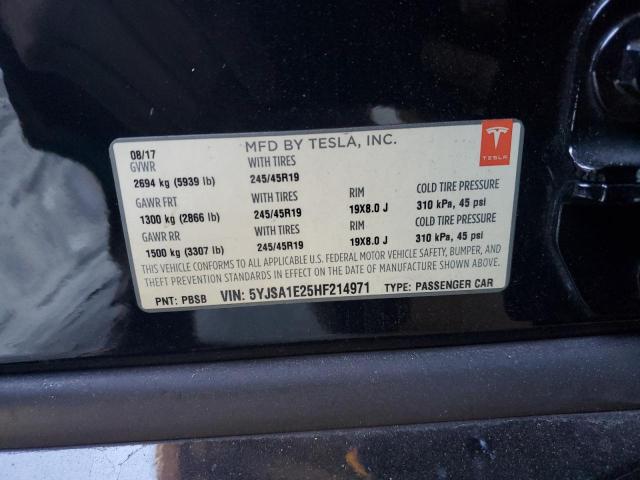 08/17 MFD BY TESLA, INC.
GVWR WITH TIRES
2694 kg (5939 lb) 245/45R19
GAWR FRT WITH TIRES RIM COLD TIRE PRESSURE
1300 kg (2866 lb) 245/45R19 19X8.0 J 310 kPa, 45 psi
GAWR RR WITH TIRES RIM COLD TIRE PRESSURE
1500 kg (3307 lb) 245/45R19 19X8.0 J 310 kPa, 45 psi
THIS VEHICLE CONFORMS TO ALL APPLICABLE U.S. FEDERAL MOTOR VEHICLE SAFETY, BUMPER, AND
THEFT PREVENTION STANDARDS IN EFFECT ON THE DATE OF MANUFACTURE SHOWN ABOVE.
PNT: PBSB VIN: 5YJSA1E25HF214971 TYPE: PASSENGER CAR
TESLA